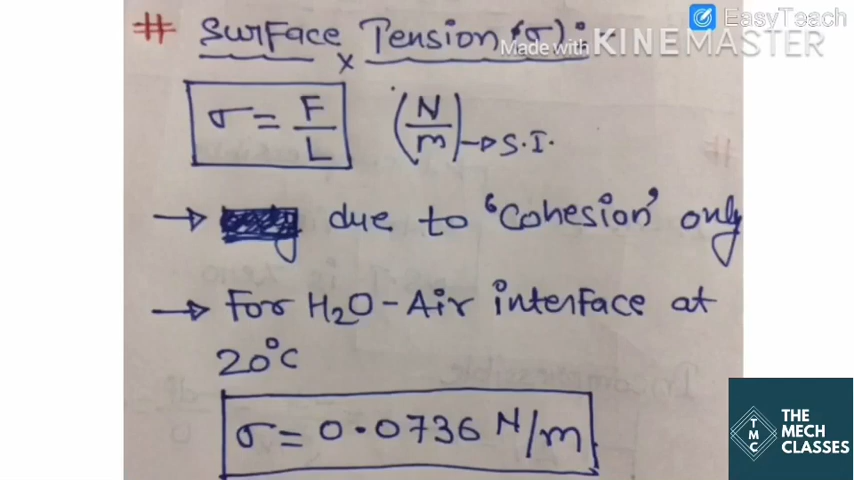 EasyTeach
# Surface Tension (σ):
Made with KINEMASTER
x
σ = F/L (N/m) → S.I.
→ due to 'Cohesion' only
→ For H₂O - Air interface at
20°C
σ = 0.0736 N/m
TMC
THE
MECH
CLASSES